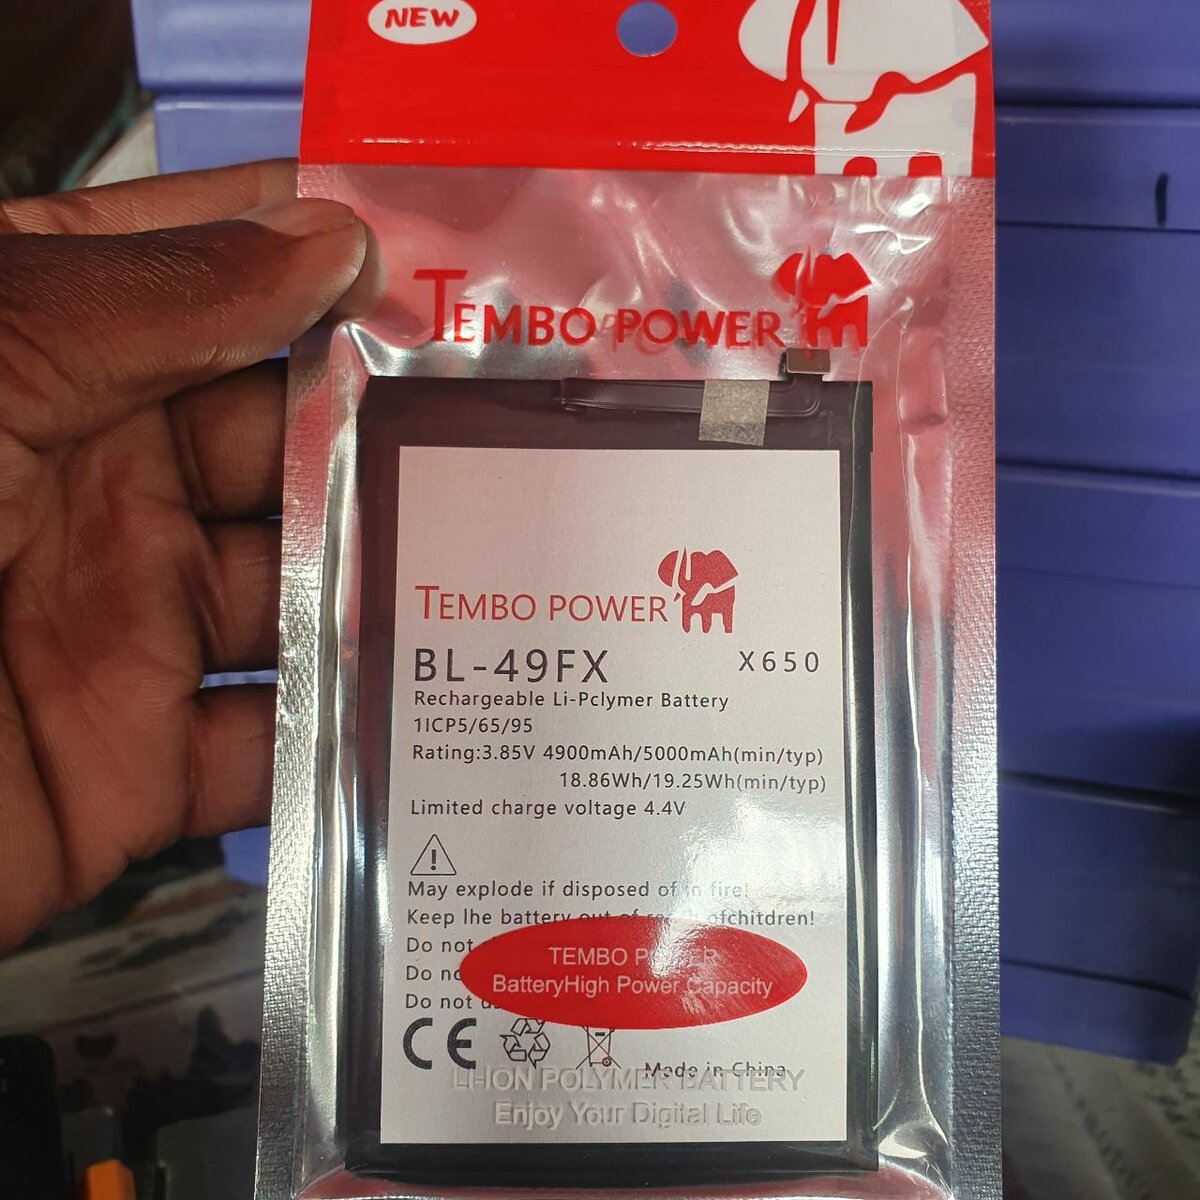 NEW
TEMBO POWER
TEMBO POWER
BL-49FX X650
Rechargeable Li-Pclymer Battery
1ICP5/65/95
Rating:3.85V 4900mAh/5000mAh(min/typ)
18.86Wh/19.25Wh(min/typ)
Limited charge voltage 4.4V
May explode if disposed of in fire!
Keep lhe battery out of ofchitdren!
Do not
Do not
Do not
TEMBO POWER
BatteryHigh Power Capacity
CE
Made in China
LI-ION POLYMER BATTERY
Enjoy Your Digital Life